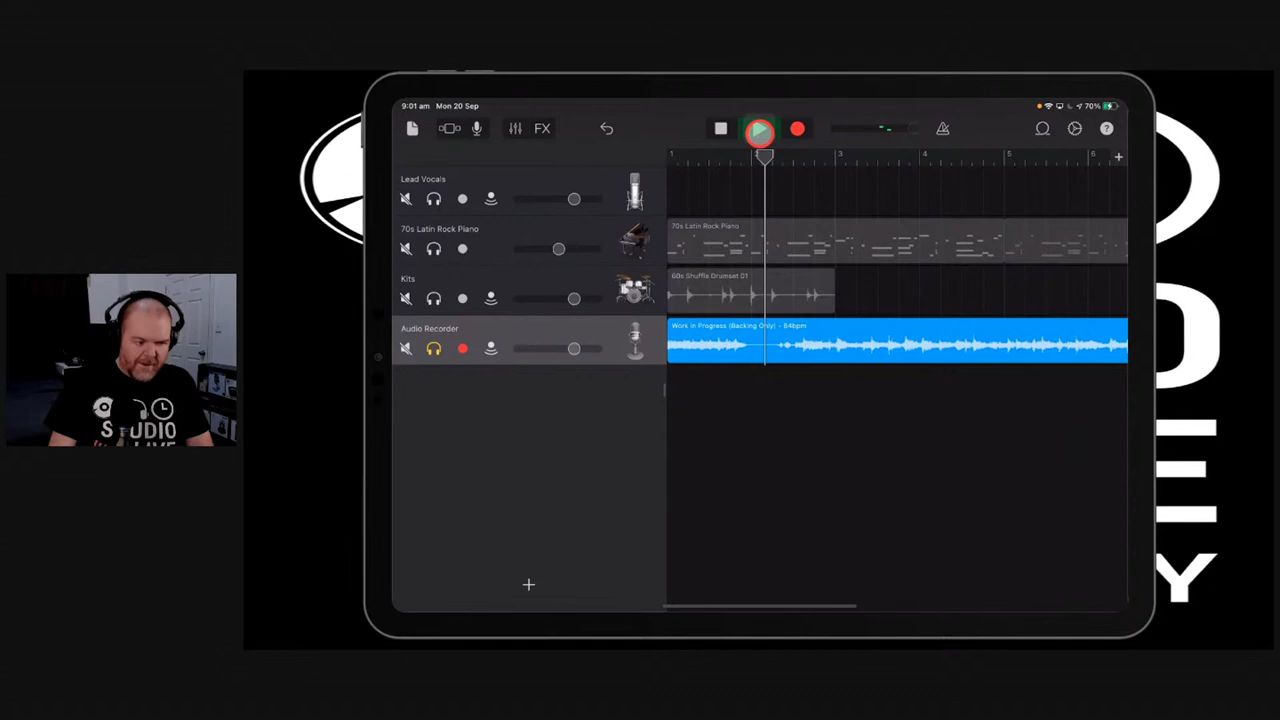 9:01 am Mon 20 Sep
70%
FX
?
1 2 3 4 5 6 +
Lead Vocals
70s Latin Rock Piano
70s Latin Rock Piano
Kits
60s Shuffle Drumset 01
Audio Recorder
Work in Progress (Backing Only) - 84bpm
+
D
E
Y